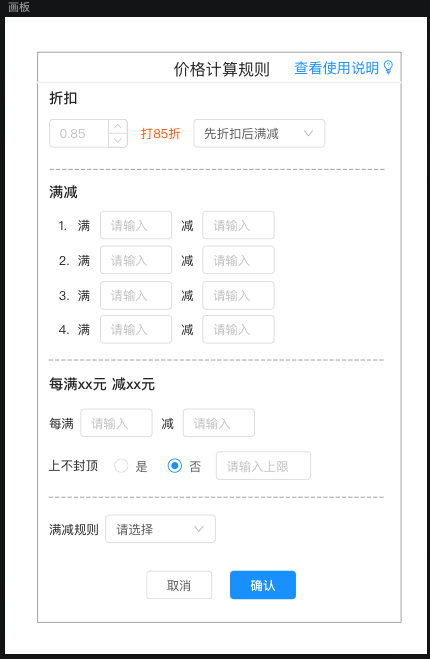 画板
价格计算规则 查看使用说明
折扣
0.85 打85折 先折扣后满减
满减
1. 满 请输入 减 请输入
2. 满 请输入 减 请输入
3. 满 请输入 减 请输入
4. 满 请输入 减 请输入
每满xx元 减xx元
每满 请输入 减 请输入
上不封顶 是 否 请输入上限
满减规则 请选择
取消 确认